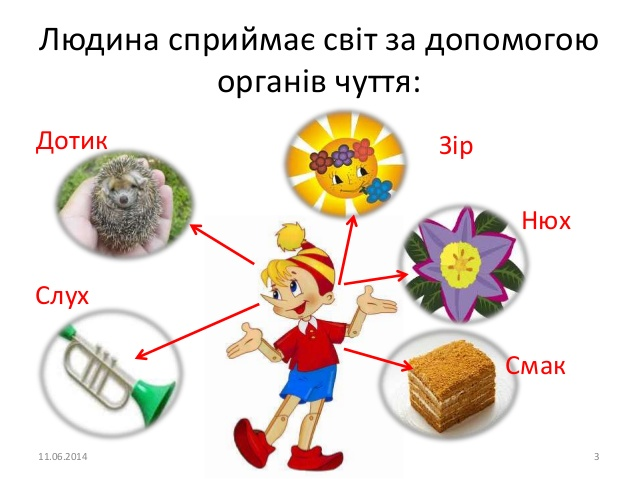 Людина сприймає світ за допомогою
органів чуття:
Дотик
Зір
Нюх
Слух
Смак
11.06.2014
3